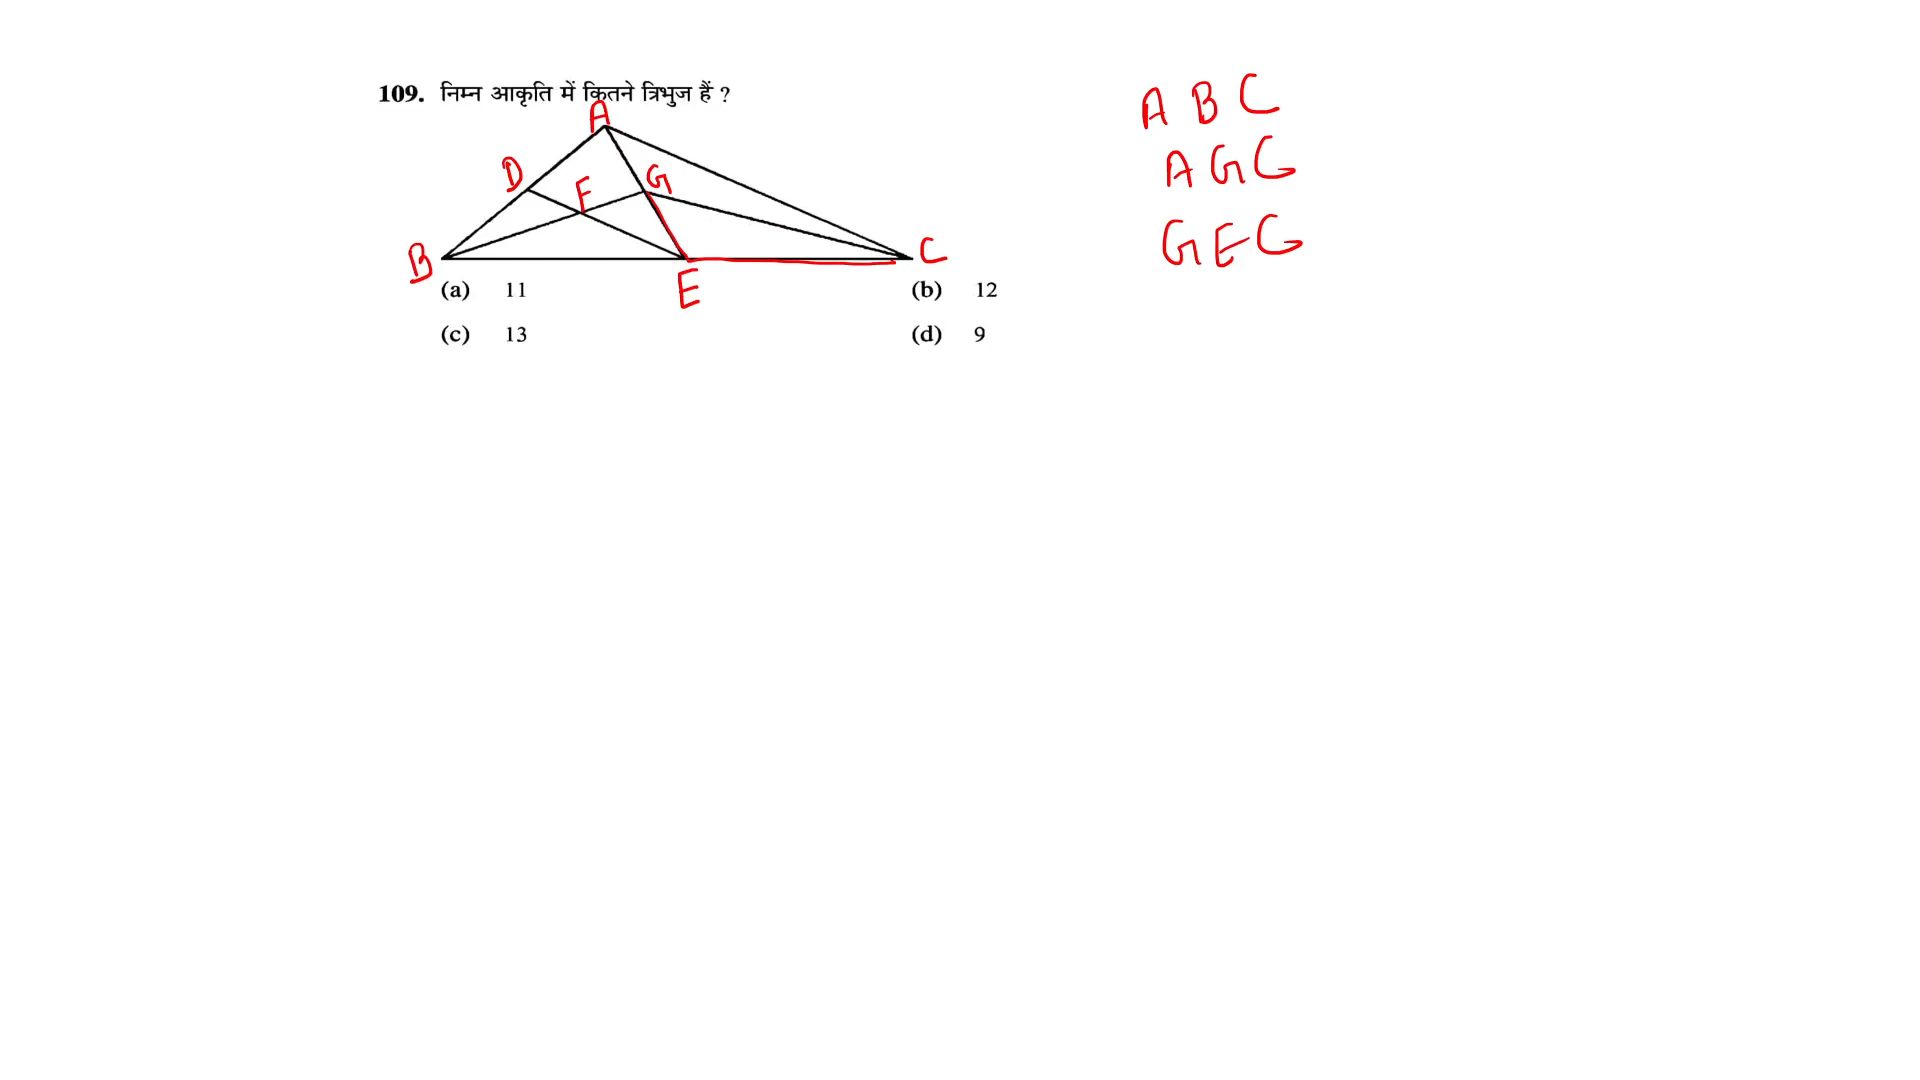 109. निम्न आकृति में कितने त्रिभुज हैं ?
A
D
F
G
B
C
E
(a) 11
(b) 12
(c) 13
(d) 9
A B C
A G C
G E C